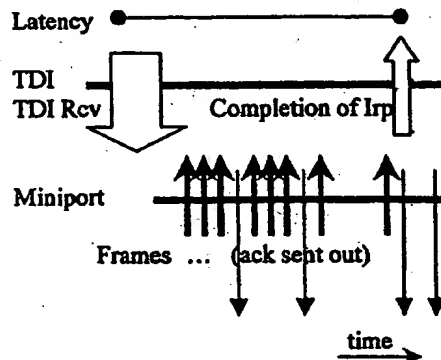 Latency
TDI
TDI Rcv
Completion of Irp
Miniport
Frames ... (ack sent out)
time